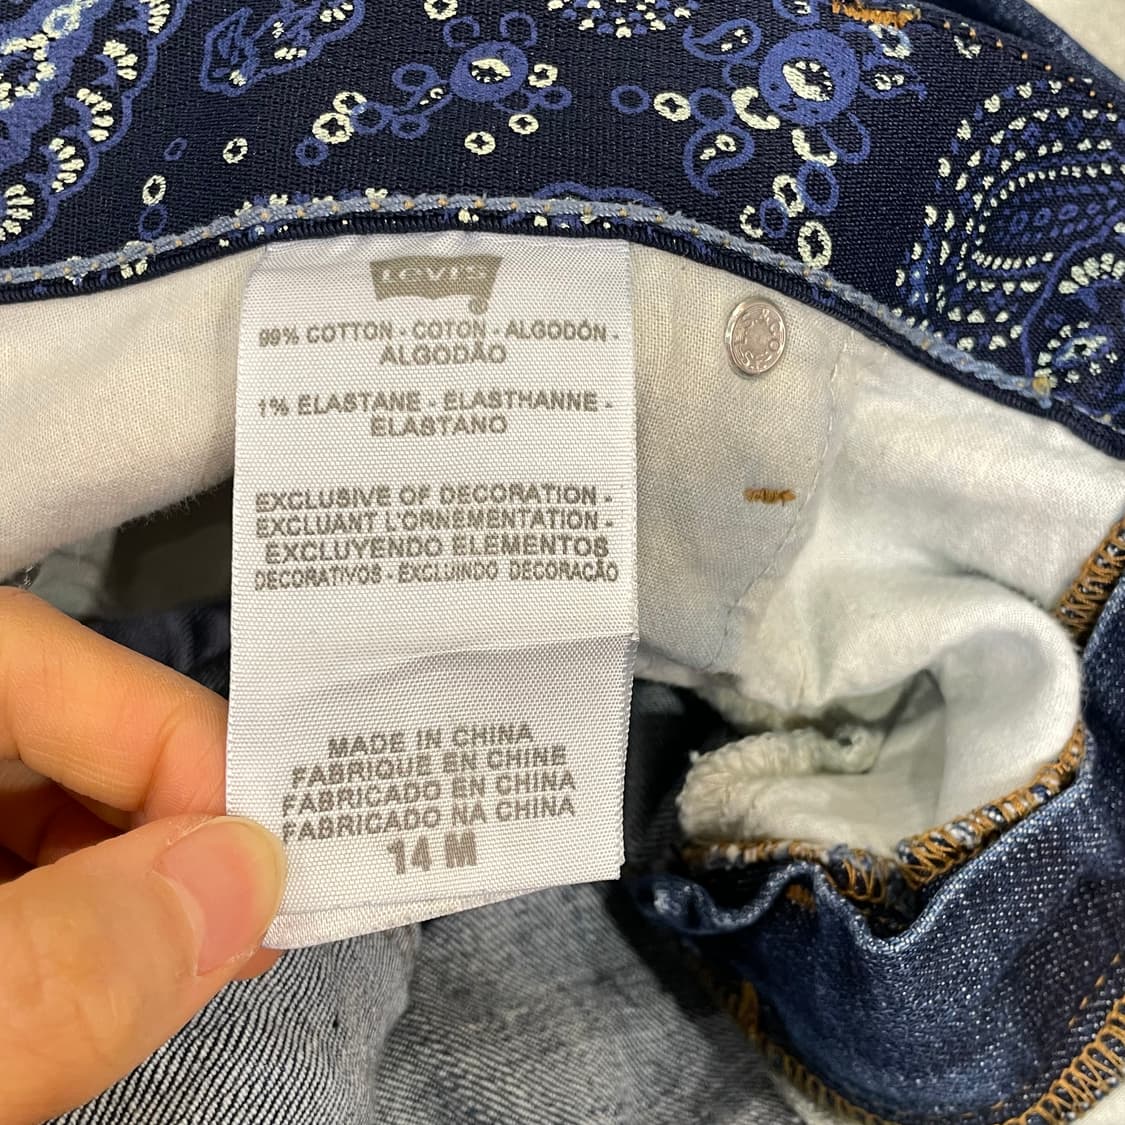 Levi's
99% COTTON - COTON - ALGODÓN -
ALGODÃO
1% ELASTANE - ELASTHANNE -
ELASTANO
EXCLUSIVE OF DECORATION -
EXCLUANT L'ORNEMENTATION -
EXCLUYENDO ELEMENTOS
DECORATIVOS - EXCLUINDO DECORAÇÃO
MADE IN CHINA
FABRIQUÉ EN CHINE
FABRICADO EN CHINA
FABRICADO NA CHINA
14 M